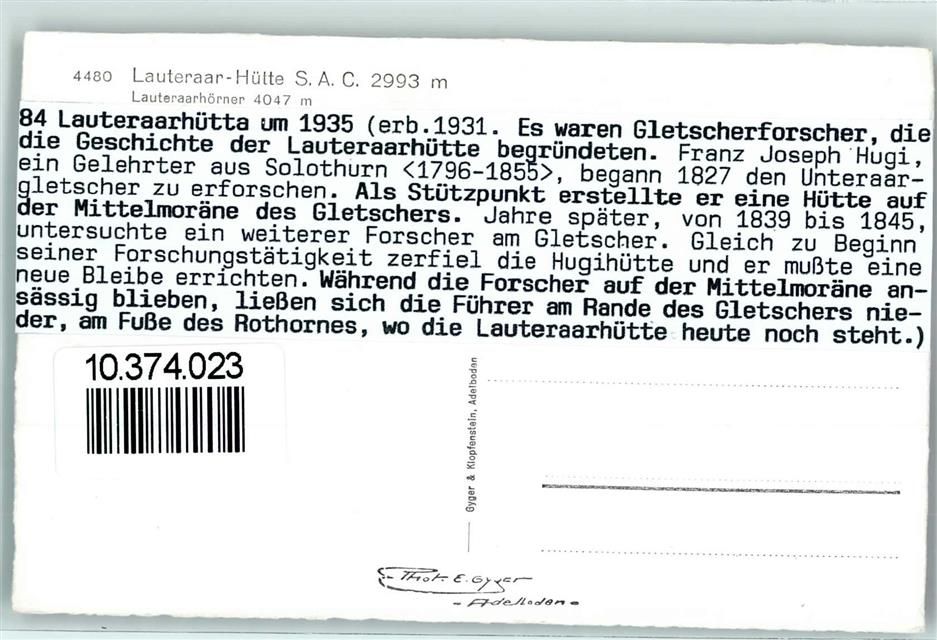 4480 Lauteraar-Hütte S. A. C. 2993 m
Lauteraarhörner 4047 m
84 Lauteraarhütta um 1935 (erb.1931. Es waren Gletscherforscher, die
die Geschichte der Lauteraarhütte begründeten. Franz Joseph Hugi,
ein Gelehrter aus Solothurn <1796-1855>, begann 1827 den Unteraar-
gletscher zu erforschen. Als Stützpunkt erstellte er eine Hütte auf
der Mittelmoräne des Gletschers. Jahre später, von 1839 bis 1845,
untersuchte ein weiterer Forscher am Gletscher. Gleich zu Beginn
seiner Forschungstätigkeit zerfiel die Hugihütte und er mußte eine
neue Bleibe errichten. Während die Forscher auf der Mittelmoräne an-
sässig blieben, ließen sich die Führer am Rande des Gletschers nie-
der, am Fuße des Rothornes, wo die Lauteraarhütte heute noch steht.)
10.374.023
Gyger & Klopfenstein, Adelboden
Phot. E. Gyger
- Adelboden -